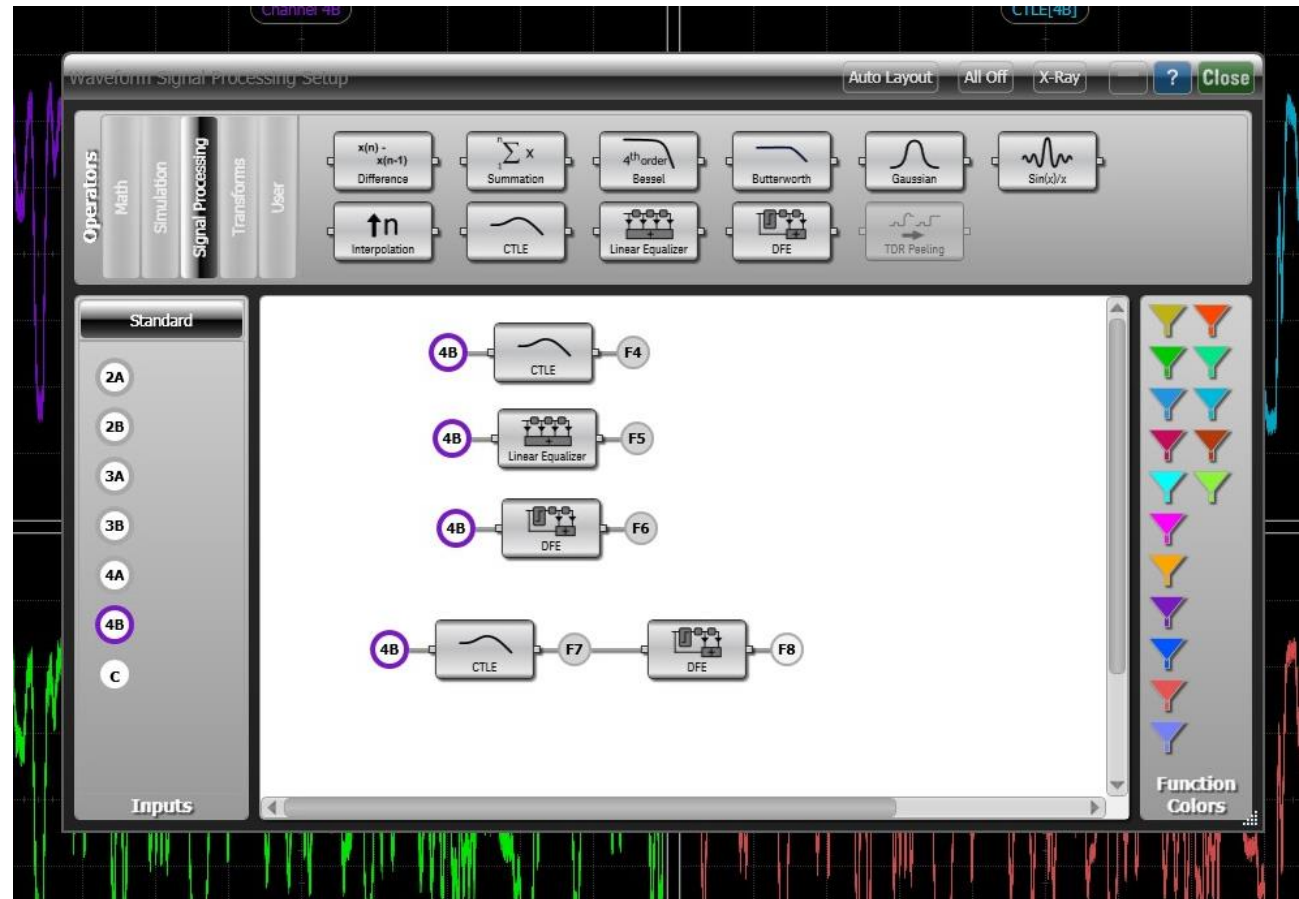 Channel 4B
CTLE[4B]
Waveform Signal Processing Setup
Auto Layout
All Off
X-Ray
?
Close
Operators
Math
Simulation
Signal Processing
Transforms
User
x(n) -
x(n-1)
Difference
n
∑ x
1
Summation
4th order
Bessel
Butterworth
Gaussian
Sin(x)/x
↑n
Interpolation
CTLE
+
Linear Equalizer
+
DFE
TDR Peeling
Standard
2A
2B
3A
3B
4A
4B
C
Inputs
4B
CTLE
F4
4B
+
Linear Equalizer
F5
4B
+
DFE
F6
4B
CTLE
F7
+
DFE
F8
Function
Colors